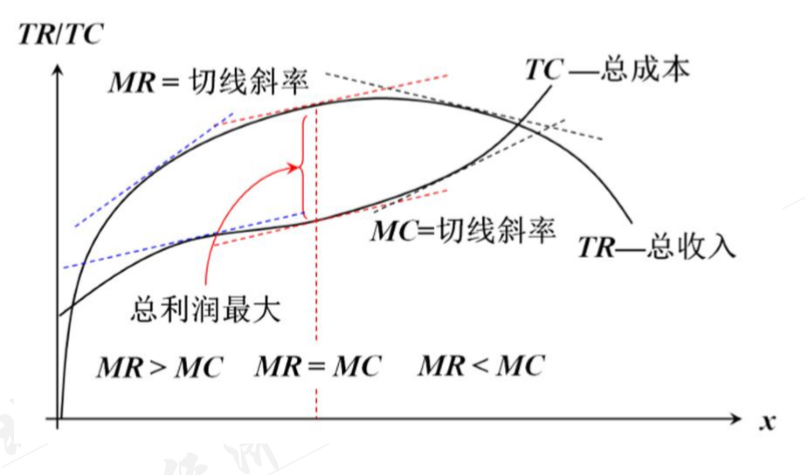 TR/TC
MR = 切线斜率
TC —总成本
MC=切线斜率
TR—总收入
总利润最大
MR > MC MR = MC MR < MC
x